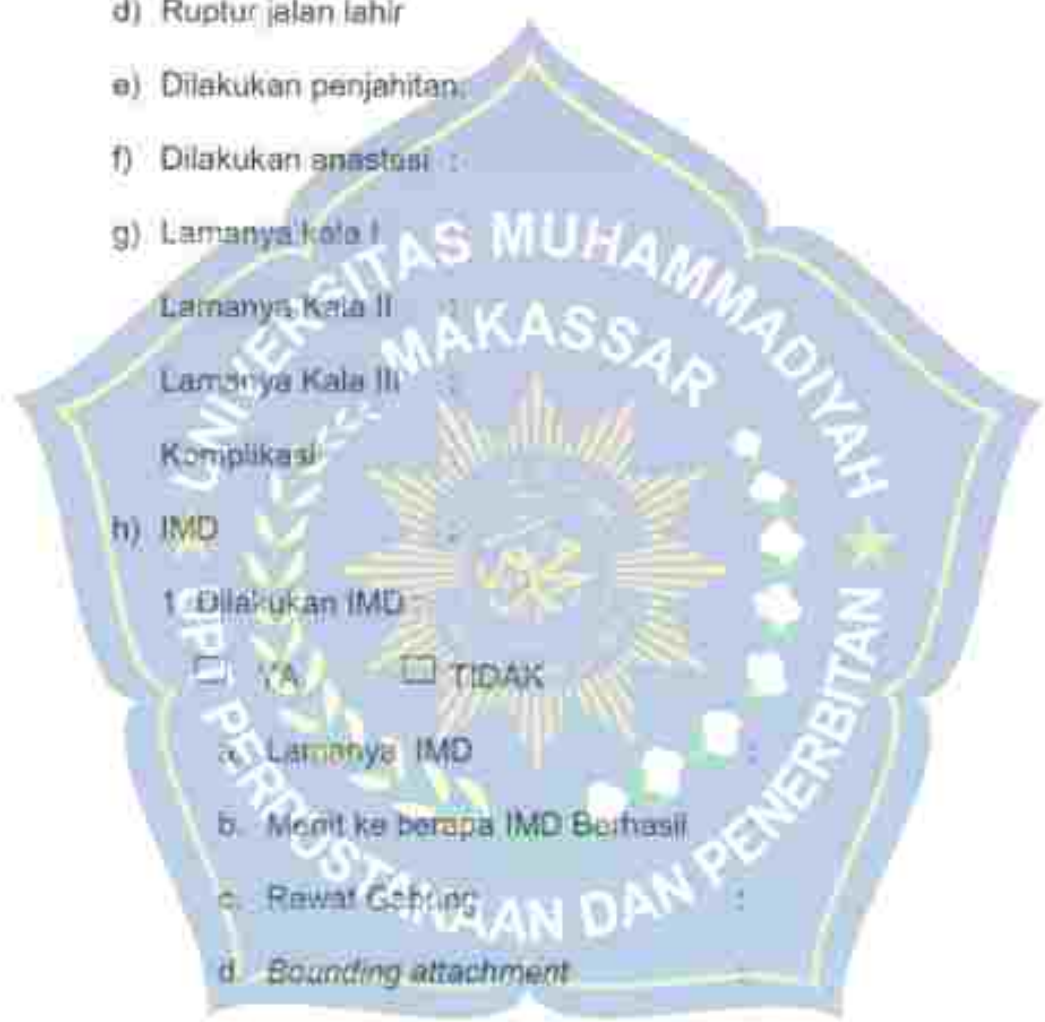 d) Ruptur jalan lahir
e) Dilakukan penjahitan:
f) Dilakukan anastesi :
g) Lamanya kala I
Lamanya Kala II :
Lamanya Kala III :
Komplikasi
h) IMD :
1. Dilakukan IMD :
☐ YA ☐ TIDAK
a. Lamanya IMD :
b. Menit ke berapa IMD Berhasil
c. Rawat Gabung :
d. Bounding attachment :
UNIVERSITAS MUHAMMADIYAH
MAKASSAR
UPT PERPUSTAKAAN DAN PENERBITAN